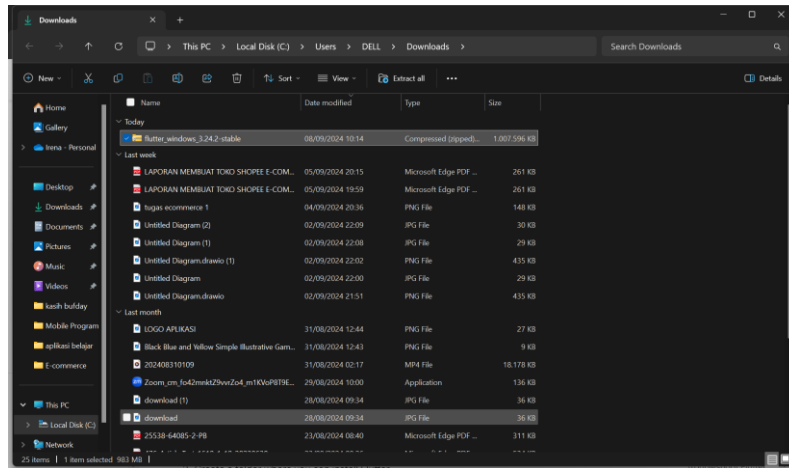 Downloads
This PC > Local Disk (C:) > Users > DELL > Downloads >
Search Downloads
New
Sort
View
Extract all
Details
Home
Gallery
Irena - Personal
Desktop
Downloads
Documents
Pictures
Music
Videos
kasih bufday
Mobile Program
aplikasi belajar
E-commerce
This PC
Local Disk (C:)
Network
Name Date modified Type Size
Today
flutter_windows_3.24.2-stable 08/09/2024 10:14 Compressed (zipped)... 1.007.596 KB
Last week
LAPORAN MEMBUAT TOKO SHOPEE E-COM... 05/09/2024 20:15 Microsoft Edge PDF ... 261 KB
LAPORAN MEMBUAT TOKO SHOPEE E-COM... 05/09/2024 19:59 Microsoft Edge PDF ... 261 KB
tugas ecommerce 1 04/09/2024 20:36 PNG File 148 KB
Untitled Diagram (2) 02/09/2024 22:09 JPG File 30 KB
Untitled Diagram (1) 02/09/2024 22:08 JPG File 29 KB
Untitled Diagram.drawio (1) 02/09/2024 22:02 PNG File 435 KB
Untitled Diagram 02/09/2024 22:00 JPG File 29 KB
Untitled Diagram.drawio 02/09/2024 21:51 PNG File 435 KB
Last month
LOGO APLIKASI 31/08/2024 12:44 PNG File 27 KB
Black Blue and Yellow Simple Illustrative Gam... 31/08/2024 12:43 PNG File 9 KB
202408310109 31/08/2024 02:17 MP4 File 18.178 KB
29/08/2024 10:00 Application 136 KB
download (1) 28/08/2024 09:34 JPG File 36 KB
download 28/08/2024 09:34 JPG File 36 KB
25538-64085-2-PB 23/08/2024 08:40 Microsoft Edge PDF ... 311 KB
25 items 1 item selected 983 MB